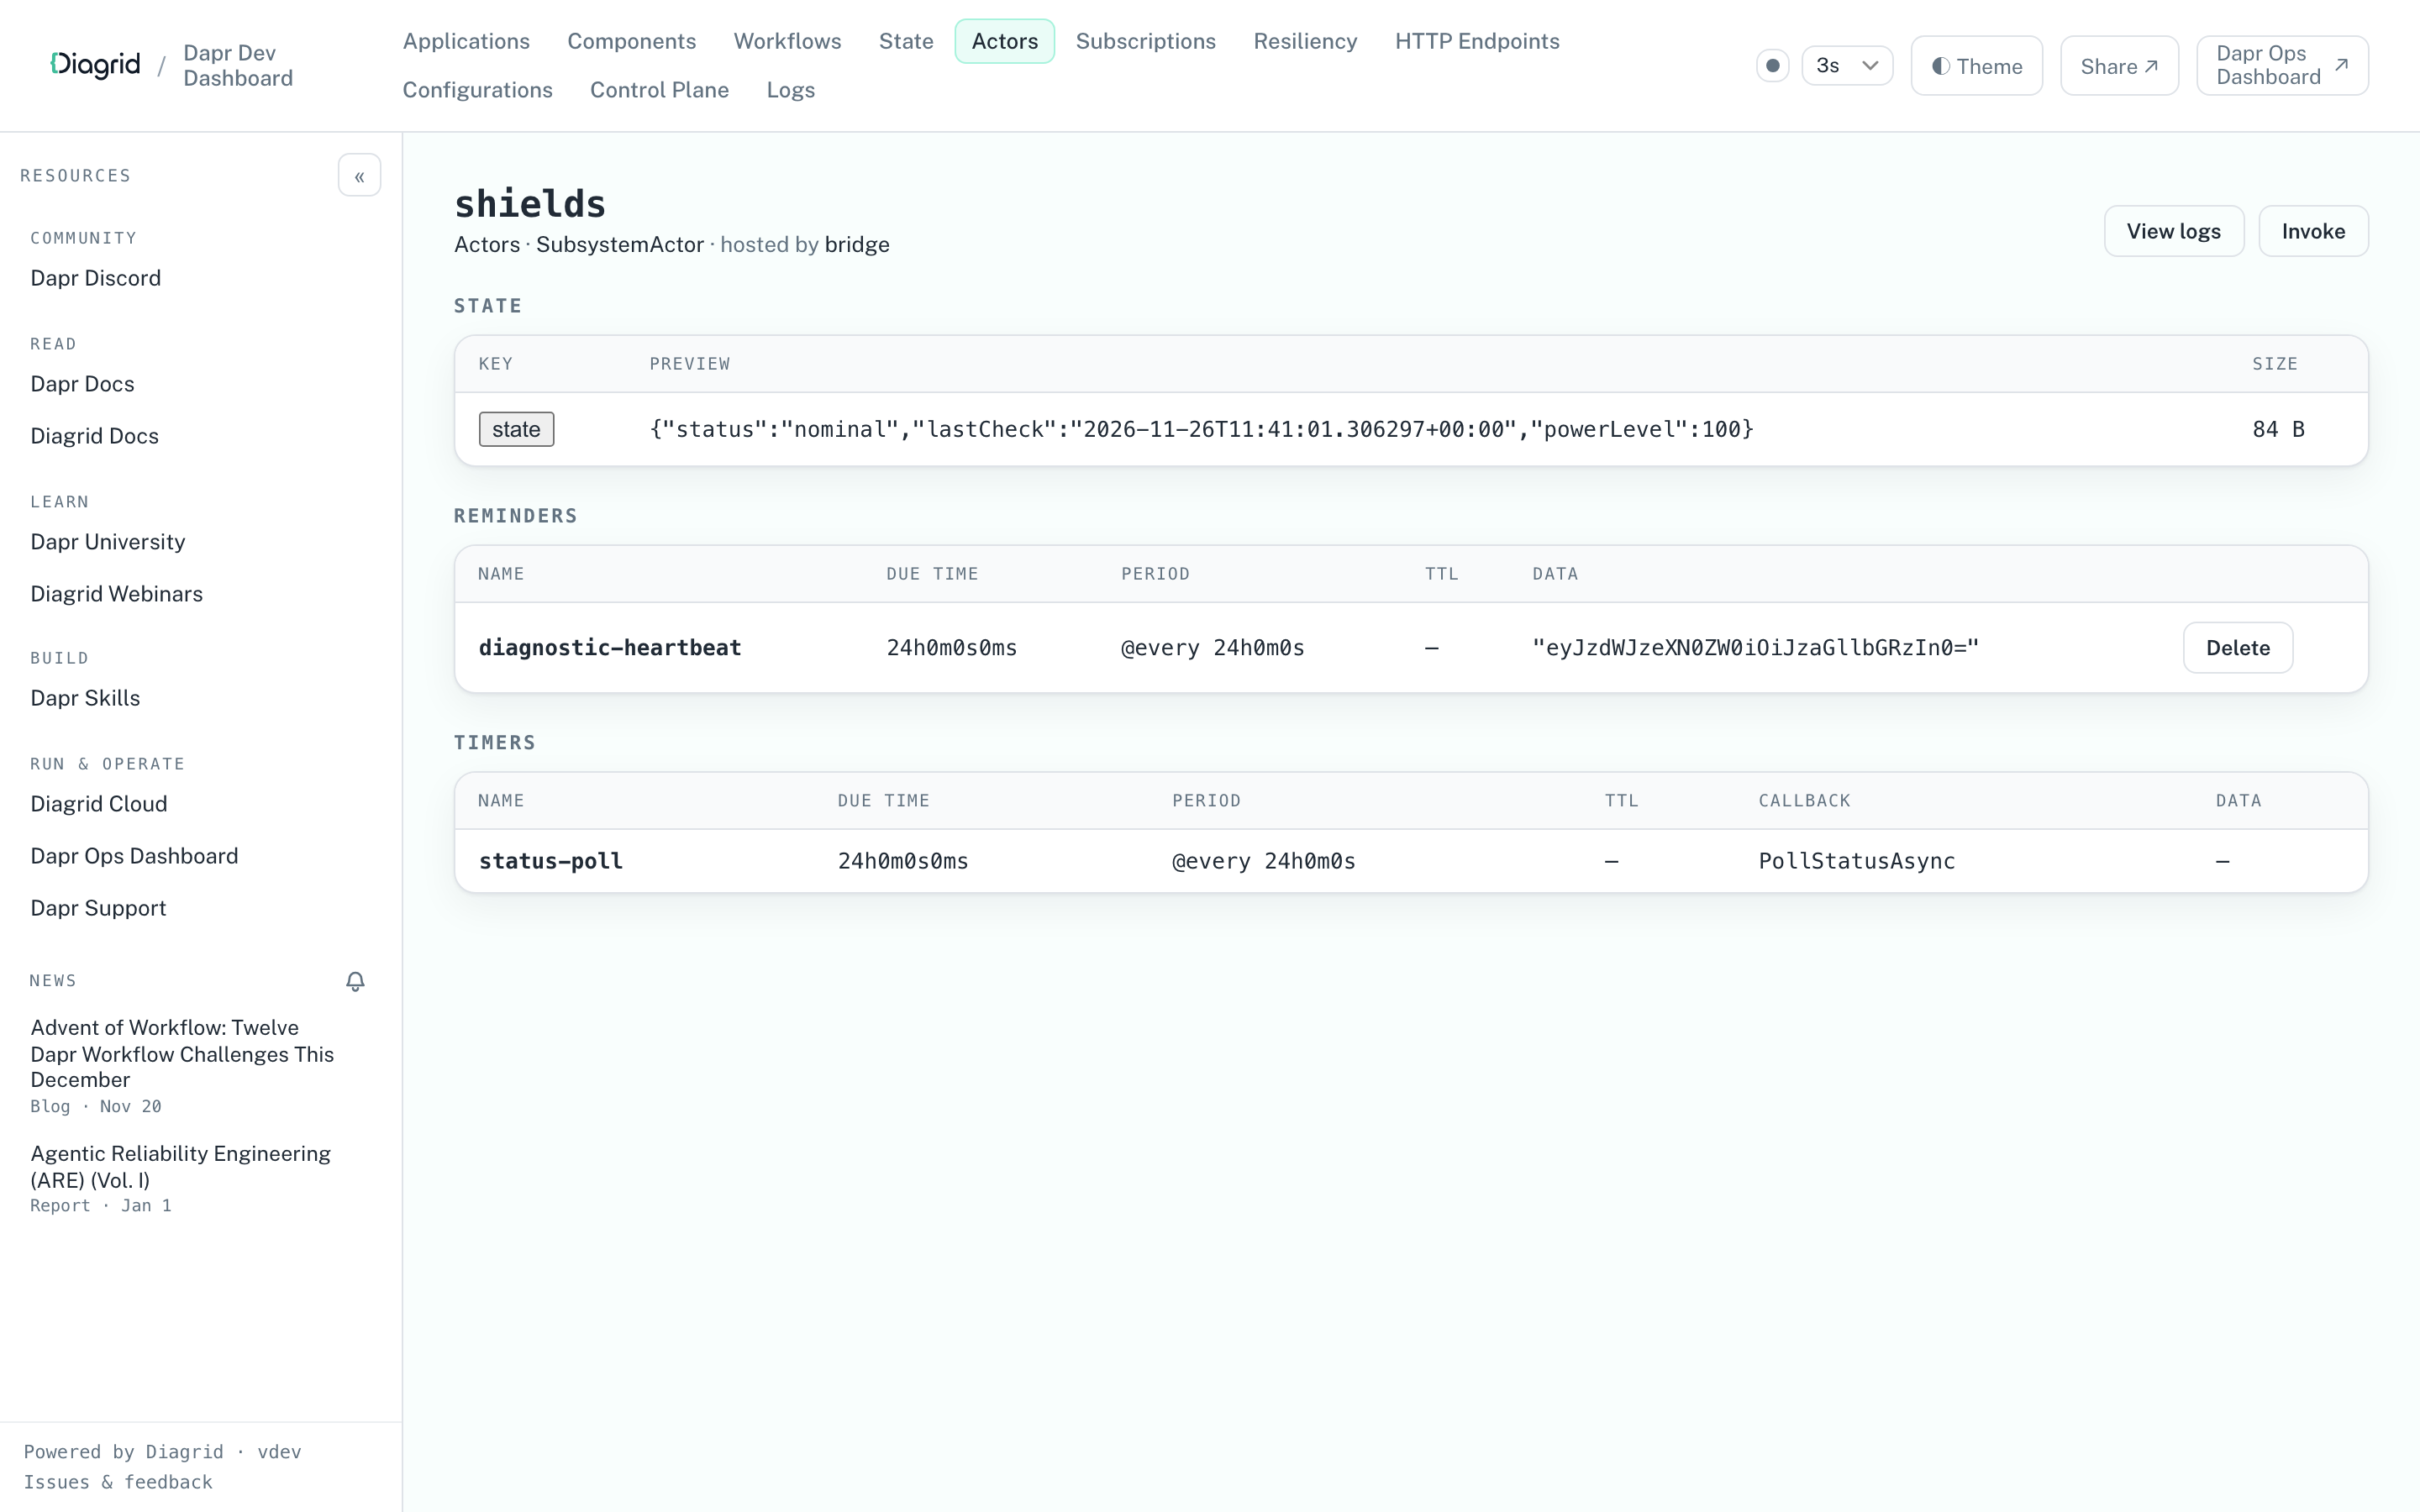 Diagrid / Dapr Dev
Dashboard
Applications Components Workflows State Actors Subscriptions Resiliency HTTP Endpoints
Configurations Control Plane Logs
3s
Theme
Share ↗
Dapr Ops
Dashboard ↗
RESOURCES «
COMMUNITY
Dapr Discord
READ
Dapr Docs
Diagrid Docs
LEARN
Dapr University
Diagrid Webinars
BUILD
Dapr Skills
RUN & OPERATE
Diagrid Cloud
Dapr Ops Dashboard
Dapr Support
NEWS
Advent of Workflow: Twelve
Dapr Workflow Challenges This
December
Blog · Nov 20
Agentic Reliability Engineering
(ARE) (Vol. I)
Report · Jan 1
Powered by Diagrid · vdev
Issues & feedback
shields
Actors · SubsystemActor · hosted by bridge
View logs Invoke
STATE
KEY PREVIEW SIZE
state {"status":"nominal","lastCheck":"2026-11-26T11:41:01.306297+00:00","powerLevel":100} 84 B
REMINDERS
NAME DUE TIME PERIOD TTL DATA
diagnostic-heartbeat 24h0m0s0ms @every 24h0m0s — "eyJzdWJzeXN0ZW0iOiJzaGllbGRzIn0=" Delete
TIMERS
NAME DUE TIME PERIOD TTL CALLBACK DATA
status-poll 24h0m0s0ms @every 24h0m0s — PollStatusAsync —